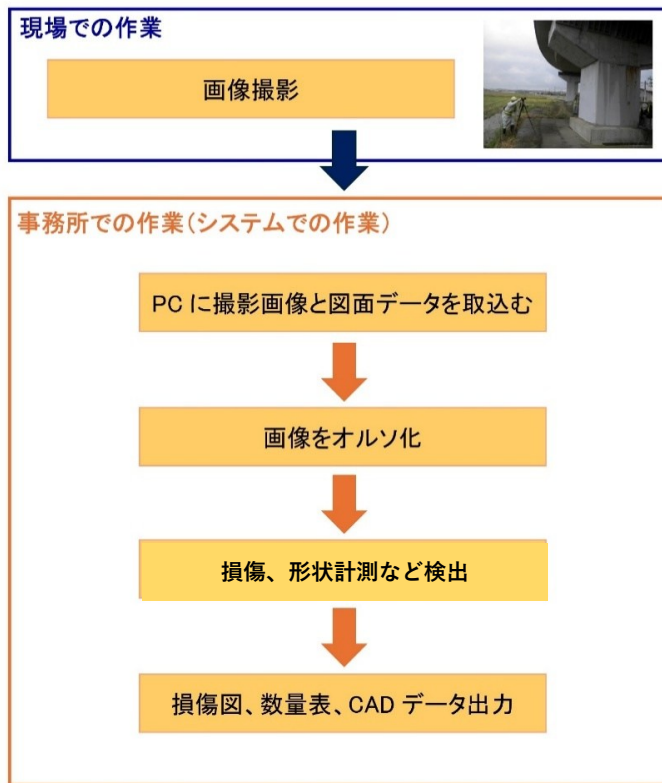 現場での作業
画像撮影
事務所での作業(システムでの作業)
PC に撮影画像と図面データを取込む
画像をオルソ化
損傷、形状計測など検出
損傷図、数量表、CAD データ出力